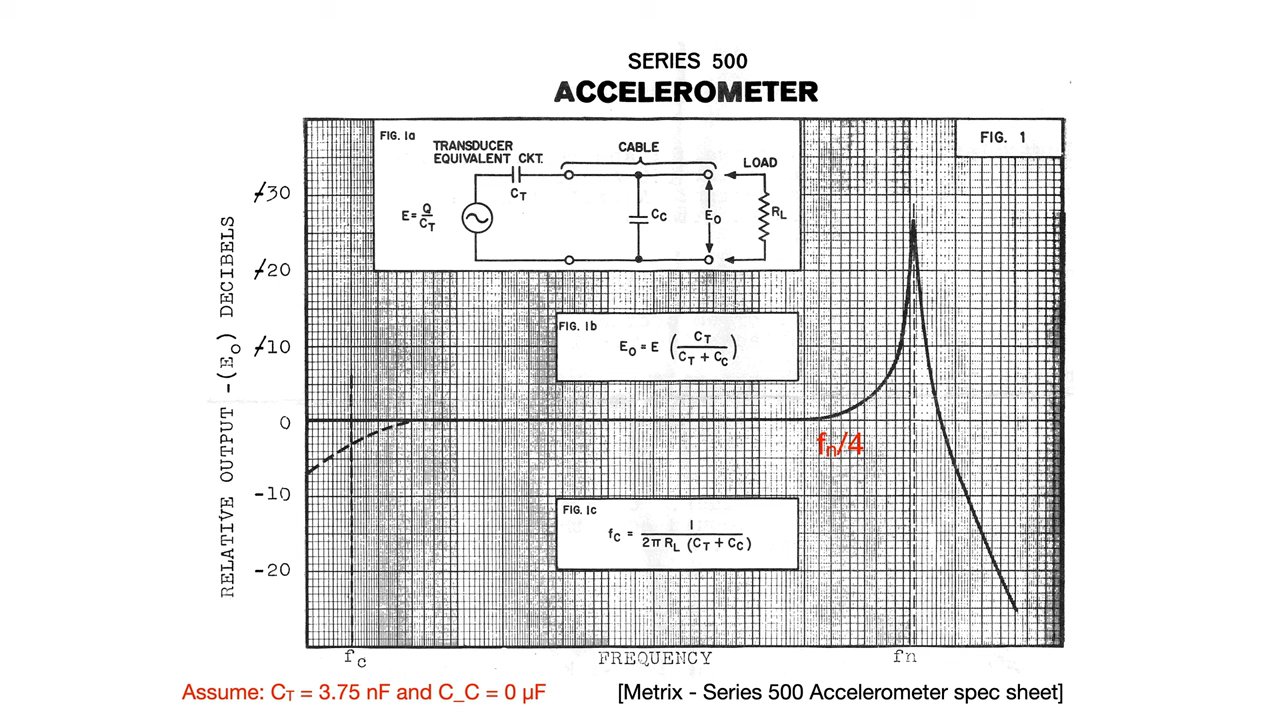 SERIES 500
ACCELEROMETER
FIG. 1
FIG. 1a
TRANSDUCER
EQUIVALENT CKT.
CABLE
LOAD
C_T
E = Q/C_T
C_C
E_O
R_L
+30
+20
+10
0
-10
-20
RELATIVE OUTPUT -(E_O) DECIBELS
FIG. 1b
E_O = E (C_T / (C_T + C_C))
f_n/4
FIG. 1c
f_C = 1 / (2π R_L (C_T + C_C))
f_c
FREQUENCY
fn
Assume: C_T = 3.75 nF and C_C = 0 µF
[Metrix - Series 500 Accelerometer spec sheet]